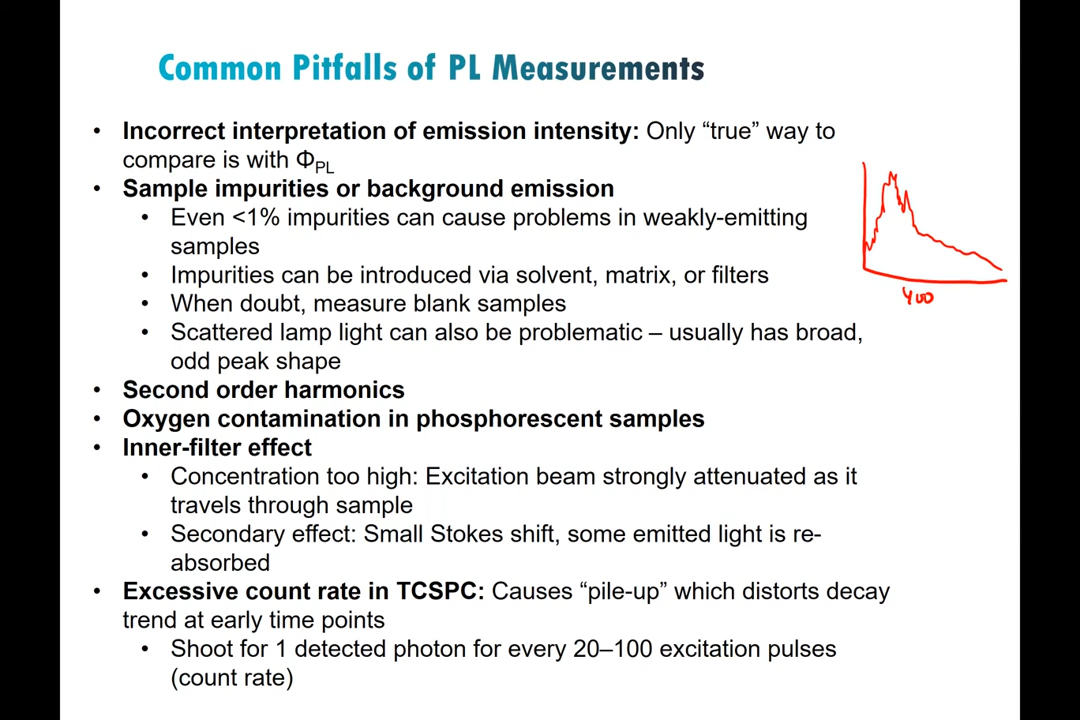 Common Pitfalls of PL Measurements
• Incorrect interpretation of emission intensity: Only “true” way to
compare is with ΦPL
• Sample impurities or background emission
• Even <1% impurities can cause problems in weakly-emitting
samples
• Impurities can be introduced via solvent, matrix, or filters
• When doubt, measure blank samples
• Scattered lamp light can also be problematic – usually has broad,
odd peak shape
400
• Second order harmonics
• Oxygen contamination in phosphorescent samples
• Inner-filter effect
• Concentration too high: Excitation beam strongly attenuated as it
travels through sample
• Secondary effect: Small Stokes shift, some emitted light is re-
absorbed
• Excessive count rate in TCSPC: Causes “pile-up” which distorts decay
trend at early time points
• Shoot for 1 detected photon for every 20–100 excitation pulses
(count rate)